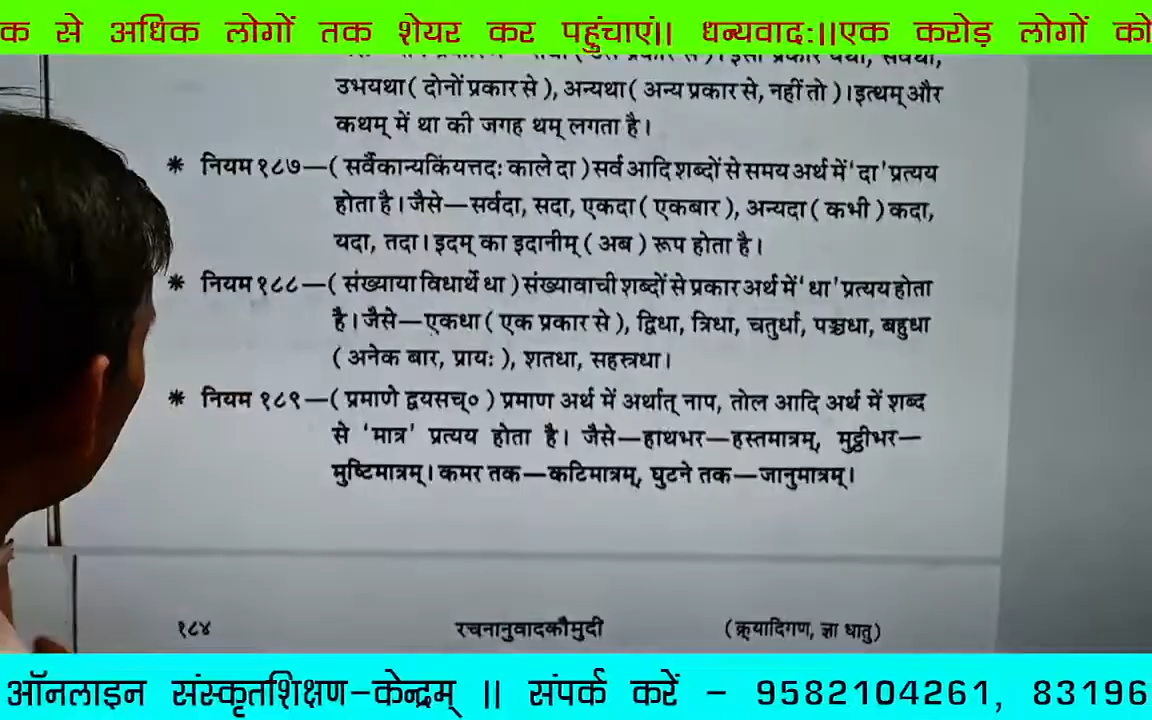 क से अधिक लोगों तक शेयर कर पहुंचाएं॥ धन्यवादः॥एक करोड़ लोगों को
उभयथा ( दोनों प्रकार से ), अन्यथा ( अन्य प्रकार से, नहीं तो ) । इत्थम् और
कथम् में था की जगह थम् लगता है।
* नियम १८७—( सर्वैकान्यकिंयत्तदः काले दा ) सर्व आदि शब्दों से समय अर्थ में ' दा ' प्रत्यय
होता है। जैसे—सर्वदा, सदा, एकदा ( एकबार ), अन्यदा ( कभी ) कदा,
यदा, तदा। इदम् का इदानीम् ( अब ) रूप होता है।
* नियम १८८—( संख्याया विधार्थे धा ) संख्यावाची शब्दों से प्रकार अर्थ में ' धा ' प्रत्यय होता
है। जैसे—एकधा ( एक प्रकार से ), द्विधा, त्रिधा, चतुर्धा, पञ्चधा, बहुधा
( अनेक बार, प्रायः ), शतधा, सहस्रधा।
* नियम १८९—( प्रमाणे द्वयसच्० ) प्रमाण अर्थ में अर्थात् नाप, तोल आदि अर्थ में शब्द
से 'मात्र' प्रत्यय होता है। जैसे—हाथभर—हस्तमात्रम्, मुट्ठीभर—
मुष्टिमात्रम्। कमर तक—कटिमात्रम्, घुटने तक—जानुमात्रम्।
१८४ रचनानुवादकौमुदी (क्र्यादिगण, ज्ञा धातु)
ऑनलाइन संस्कृतशिक्षण-केन्द्रम् || संपर्क करें - 9582104261, 83196